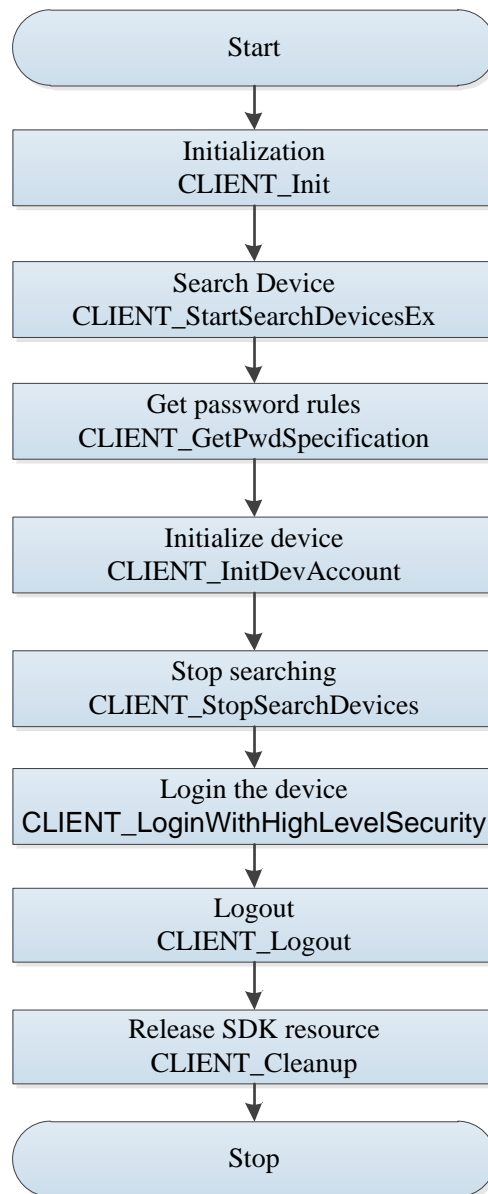 Start
Initialization
CLIENT_Init
Search Device
CLIENT_StartSearchDevicesEx
Get password rules
CLIENT_GetPwdSpecification
Initialize device
CLIENT_InitDevAccount
Stop searching
CLIENT_StopSearchDevices
Login the device
CLIENT_LoginWithHighLevelSecurity
Logout
CLIENT_Logout
Release SDK resource
CLIENT_Cleanup
Stop